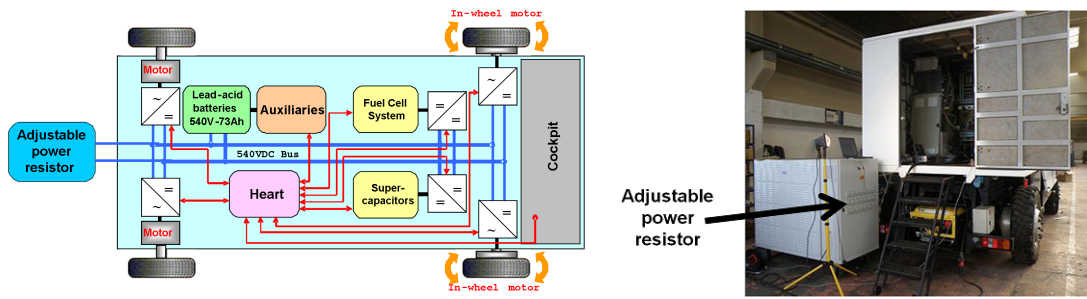 In-wheel motor
Motor
Lead-acid
batteries
540V-73Ah
Auxiliaries
Fuel Cell
System
~
=
=
=
~
=
Adjustable
power
resistor
540VDC Bus
Cockpit
Heart
Super-
capacitors
=
~
=
=
~
=
Motor
In-wheel motor
Adjustable
power
resistor